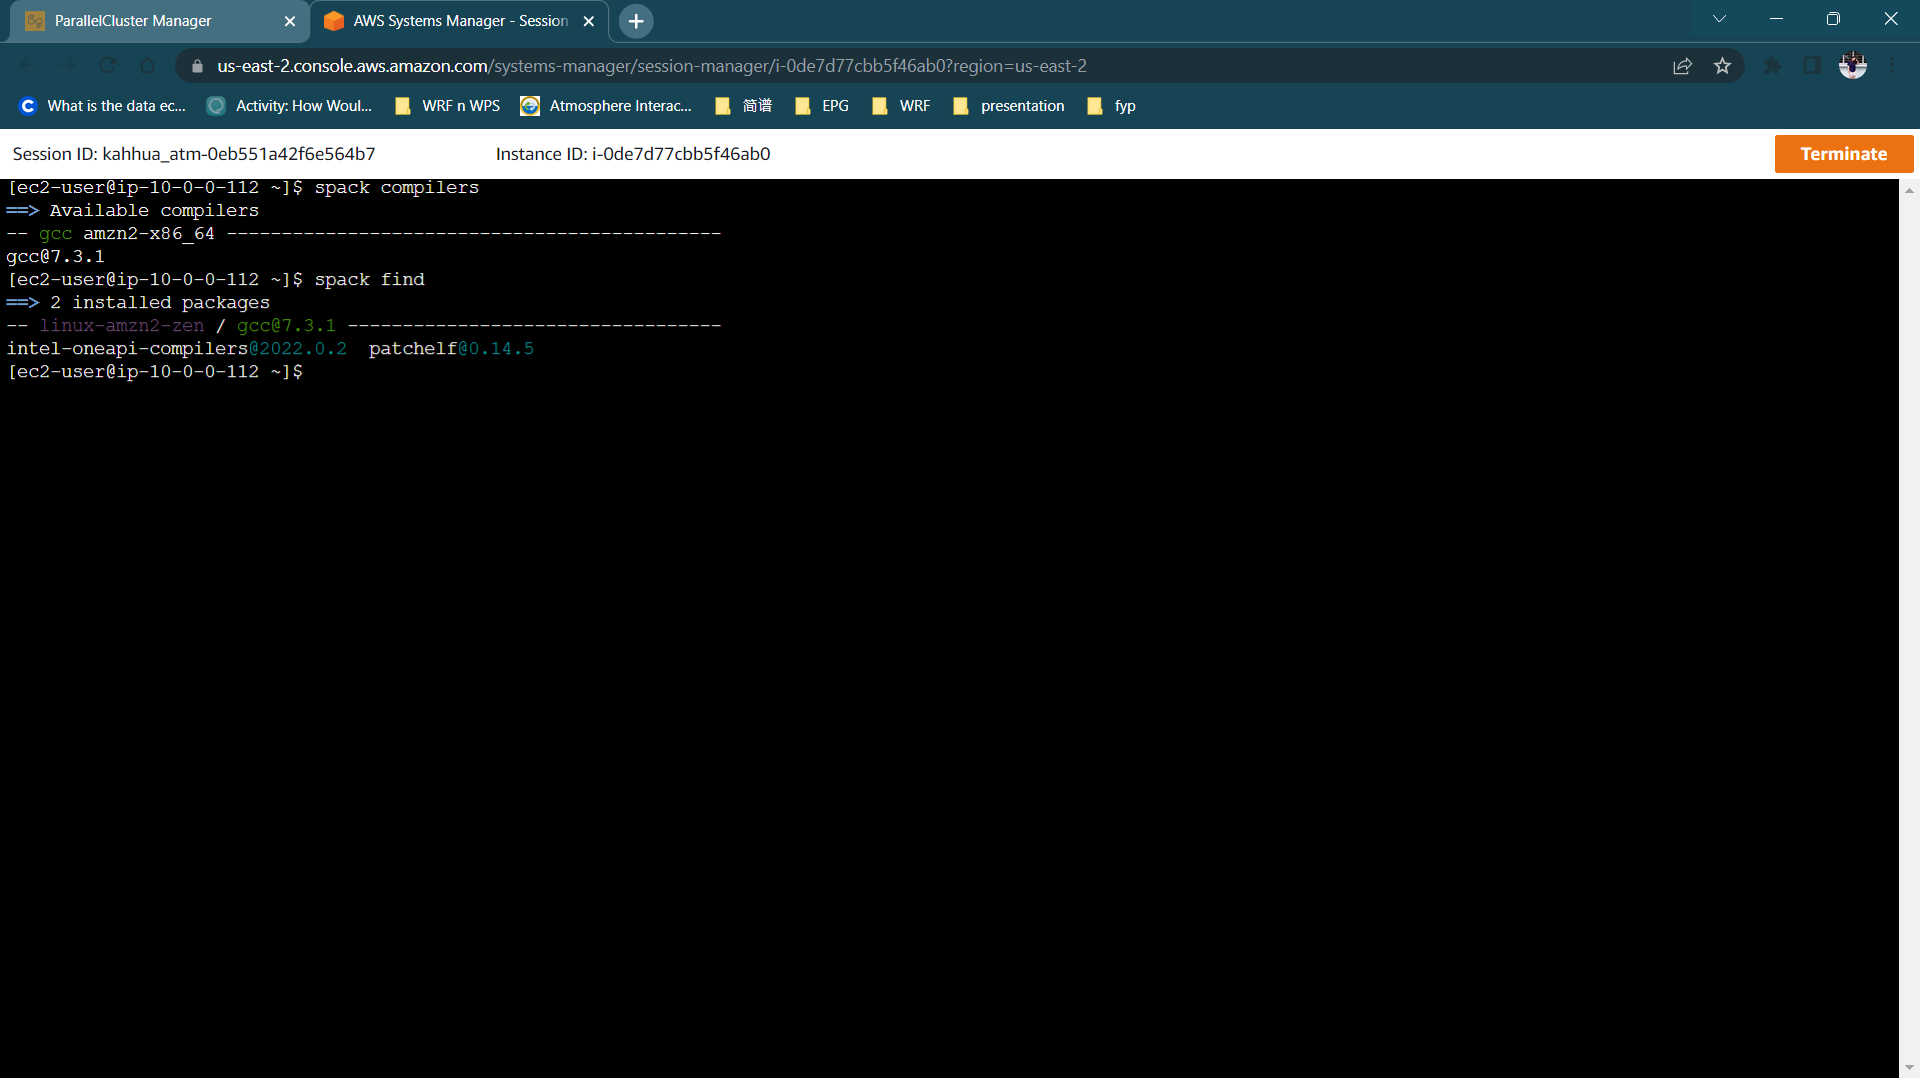 ParallelCluster Manager
AWS Systems Manager - Session
us-east-2.console.aws.amazon.com/systems-manager/session-manager/i-0de7d77cbb5f46ab0?region=us-east-2
What is the data ec...
Activity: How Woul...
WRF n WPS
Atmosphere Interac...
简谱
EPG
WRF
presentation
fyp
Session ID: kahhua_atm-0eb551a42f6e564b7
Instance ID: i-0de7d77cbb5f46ab0
Terminate
[ec2-user@ip-10-0-0-112 ~]$ spack compilers
==> Available compilers
-- gcc amzn2-x86_64 ---------------------------------------------
gcc@7.3.1
[ec2-user@ip-10-0-0-112 ~]$ spack find
==> 2 installed packages
-- linux-amzn2-zen / gcc@7.3.1 ----------------------------------
intel-oneapi-compilers@2022.0.2  patchelf@0.14.5
[ec2-user@ip-10-0-0-112 ~]$